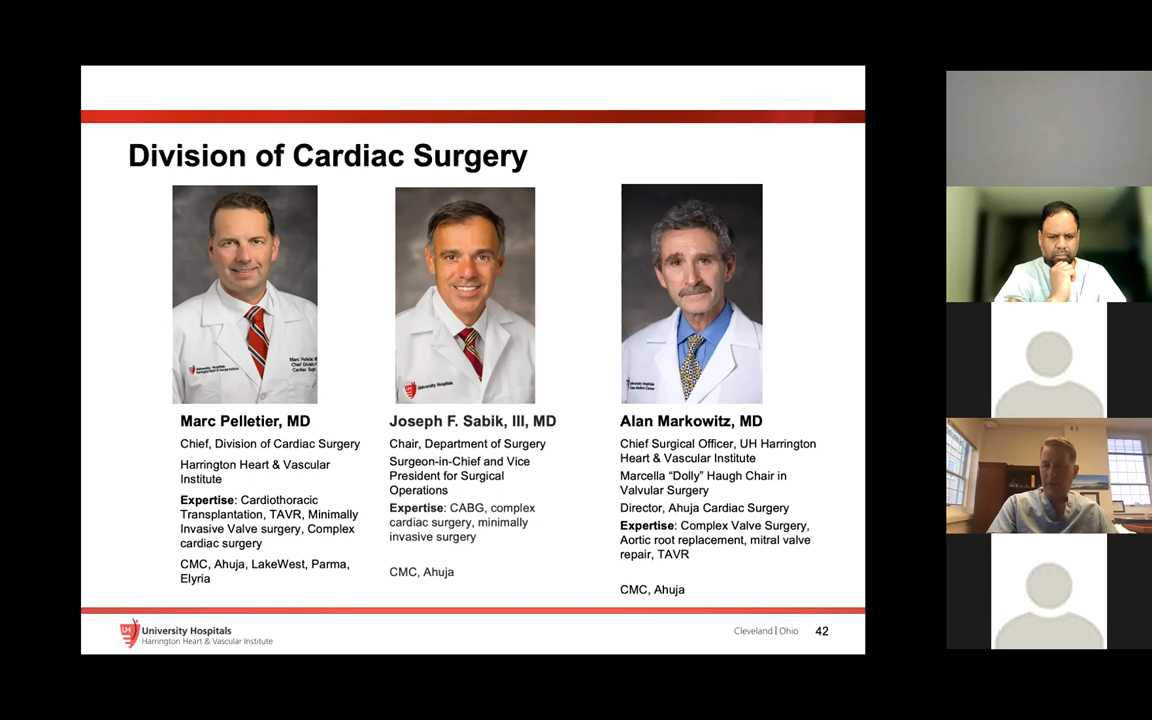 Division of Cardiac Surgery
Marc Pelletier, MD
Chief, Division of Cardiac Surgery
Harrington Heart & Vascular
Institute
Expertise: Cardiothoracic
Transplantation, TAVR, Minimally
Invasive Valve surgery, Complex
cardiac surgery
CMC, Ahuja, LakeWest, Parma,
Elyria
University Hospitals
Joseph F. Sabik, III, MD
Chair, Department of Surgery
Surgeon-in-Chief and Vice
President for Surgical
Operations
Expertise: CABG, complex
cardiac surgery, minimally
invasive surgery
CMC, Ahuja
Alan Markowitz, MD
Chief Surgical Officer, UH Harrington
Heart & Vascular Institute
Marcella “Dolly” Haugh Chair in
Valvular Surgery
Director, Ahuja Cardiac Surgery
Expertise: Complex Valve Surgery,
Aortic root replacement, mitral valve
repair, TAVR
CMC, Ahuja
UH
University Hospitals
Harrington Heart & Vascular Institute
Cleveland | Ohio
42